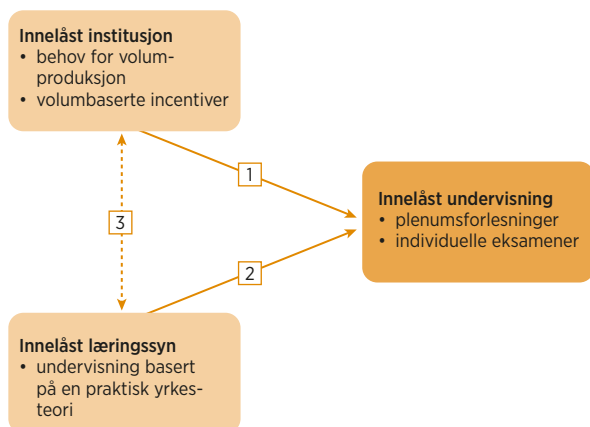 Innelåst institusjon
• behov for volum-
produksjon
• volumbaserte incentiver
1
Innelåst undervisning
• plenumsforlesninger
• individuelle eksamener
3
2
Innelåst læringssyn
• undervisning basert
på en praktisk yrkes-
teori